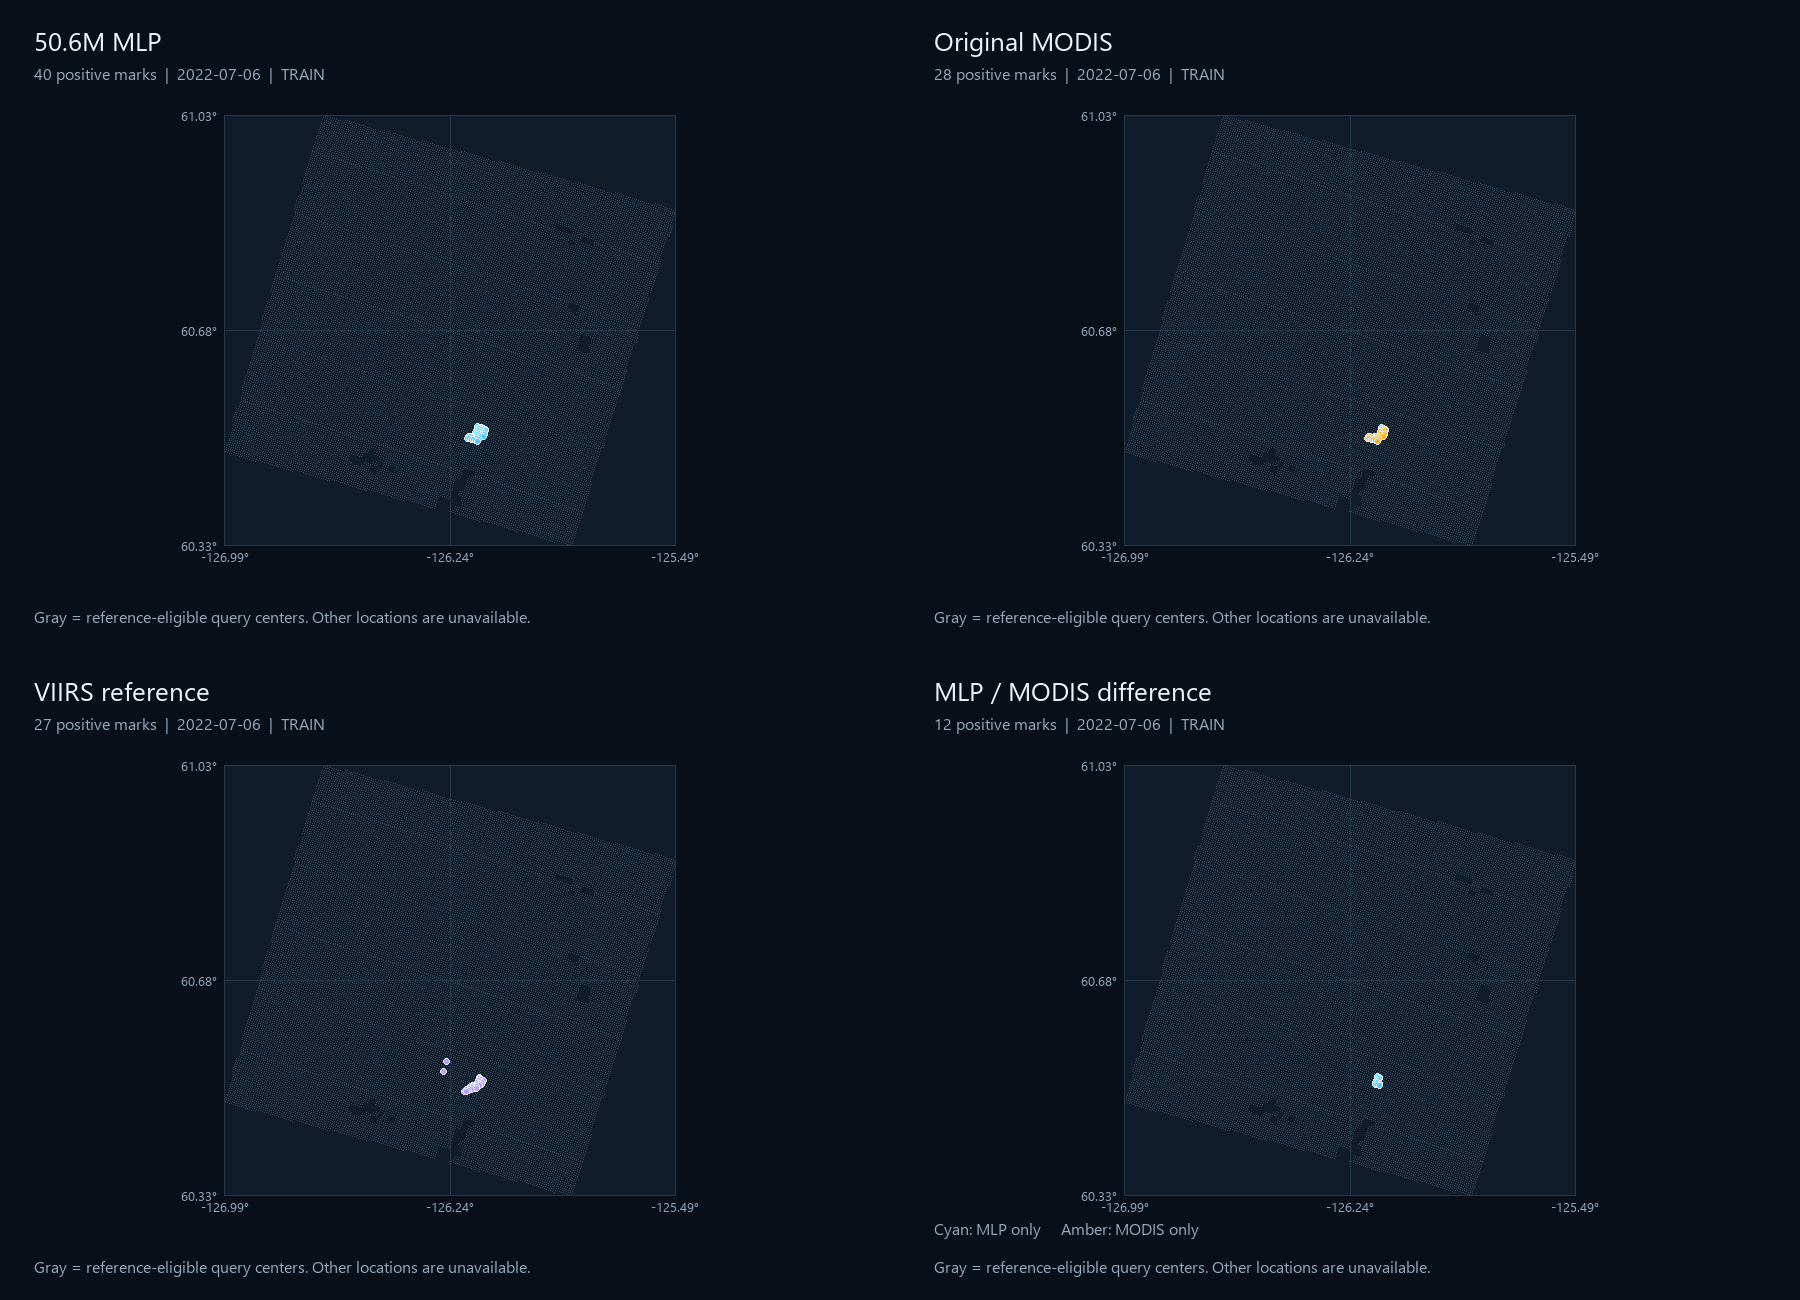 50.6M MLP
40 positive marks | 2022-07-06 | TRAIN
61.03°
60.68°
60.33°
-126.99°
-126.24°
-125.49°
Gray = reference-eligible query centers. Other locations are unavailable.
Original MODIS
28 positive marks | 2022-07-06 | TRAIN
61.03°
60.68°
60.33°
-126.99°
-126.24°
-125.49°
Gray = reference-eligible query centers. Other locations are unavailable.
VIIRS reference
27 positive marks | 2022-07-06 | TRAIN
61.03°
60.68°
60.33°
-126.99°
-126.24°
-125.49°
Gray = reference-eligible query centers. Other locations are unavailable.
MLP / MODIS difference
12 positive marks | 2022-07-06 | TRAIN
61.03°
60.68°
60.33°
-126.99°
-126.24°
-125.49°
Cyan: MLP only Amber: MODIS only
Gray = reference-eligible query centers. Other locations are unavailable.